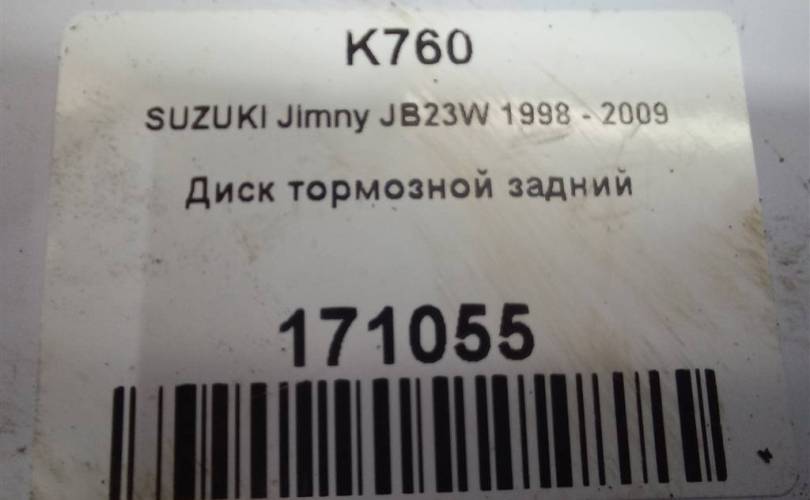 K760
SUZUKI Jimny JB23W 1998 - 2009
Диск тормозной задний
171055